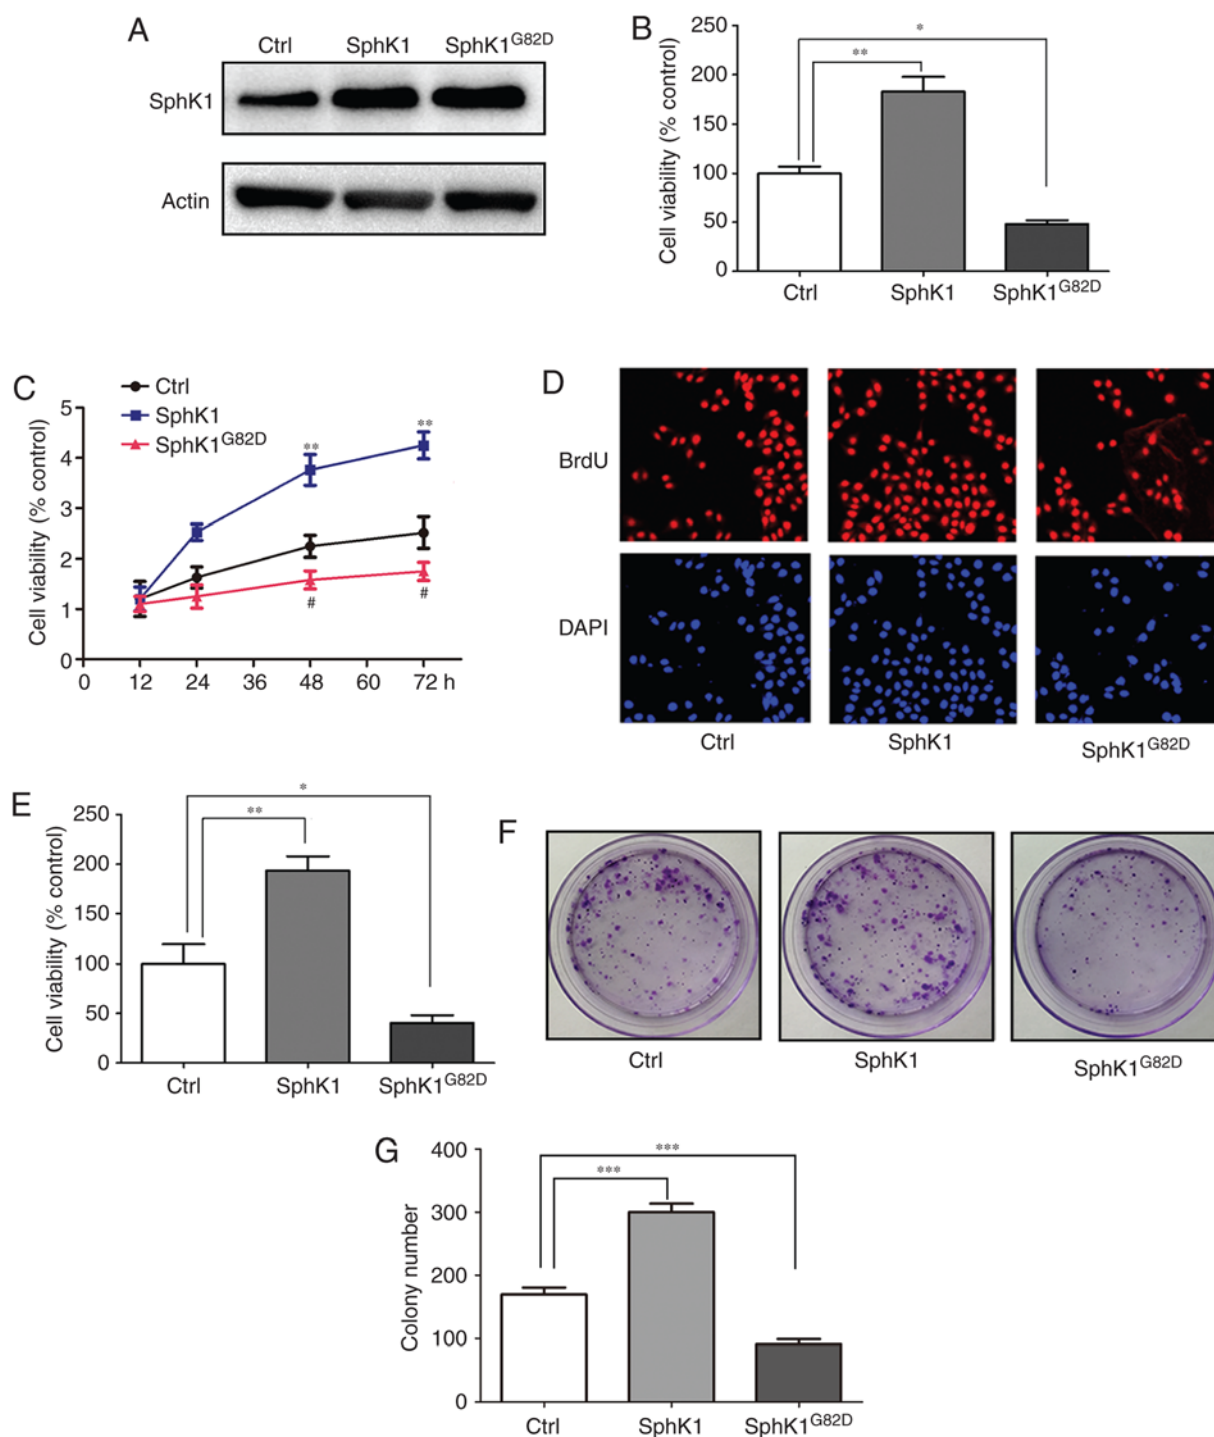 A
Ctrl SphK1 SphK1G82D
SphK1
Actin
B
Cell viability (% control)
250
200
150
100
50
0
*
**
Ctrl SphK1 SphK1G82D
C
Ctrl
SphK1
SphK1G82D
Cell viability (% control)
5
4
3
2
1
0
** **
# #
0 12 24 36 48 60 72 h
D
BrdU
DAPI
Ctrl SphK1 SphK1G82D
E
Cell viability (% control)
250
200
150
100
50
0
*
**
Ctrl SphK1 SphK1G82D
F
Ctrl SphK1 SphK1G82D
G
Colony number
400
300
200
100
0
***
***
Ctrl SphK1 SphK1G82D